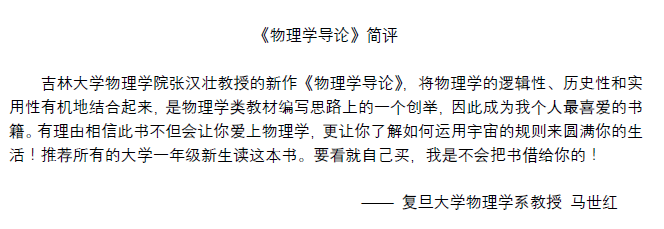 《物理学导论》简评
吉林大学物理学院张汉壮教授的新作《物理学导论》，将物理学的逻辑性、历史性和实
用性有机地结合起来，是物理学类教材编写思路上的一个创举，因此成为我个人最喜爱的书
籍。有理由相信此书不但会让你爱上物理学，更让你了解如何运用宇宙的规则来圆满你的生
活！推荐所有的大学一年级新生读这本书。要看就自己买，我是不会把书借给你的！
—— 复旦大学物理学系教授 马世红